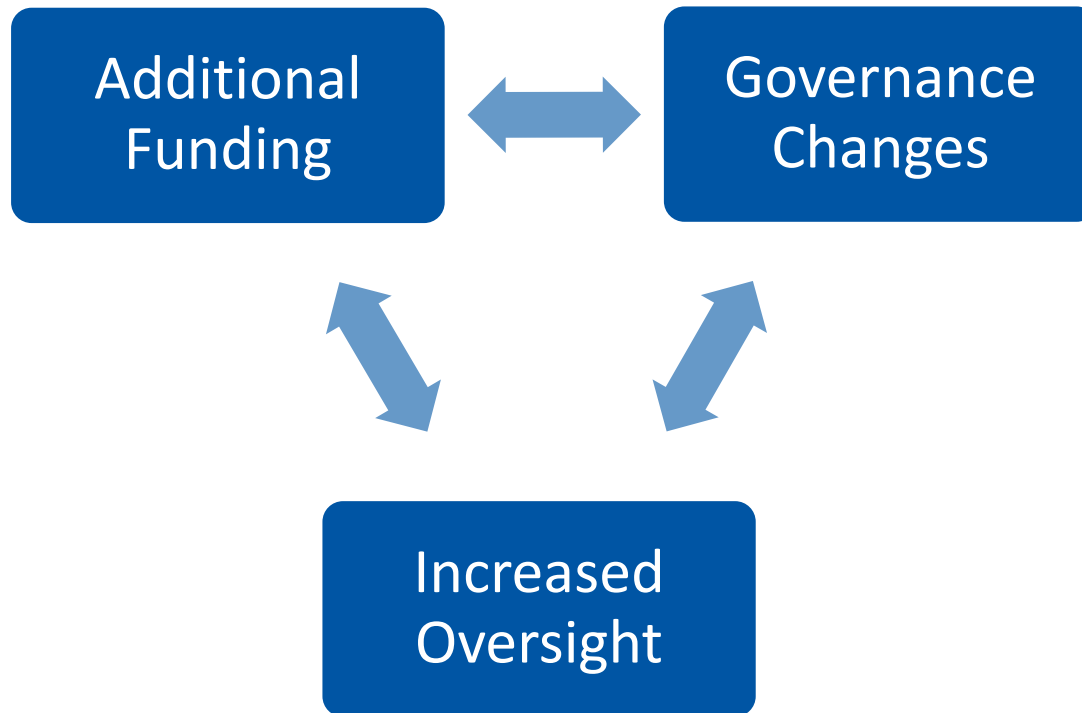 Additional
Funding
Governance
Changes
Increased
Oversight